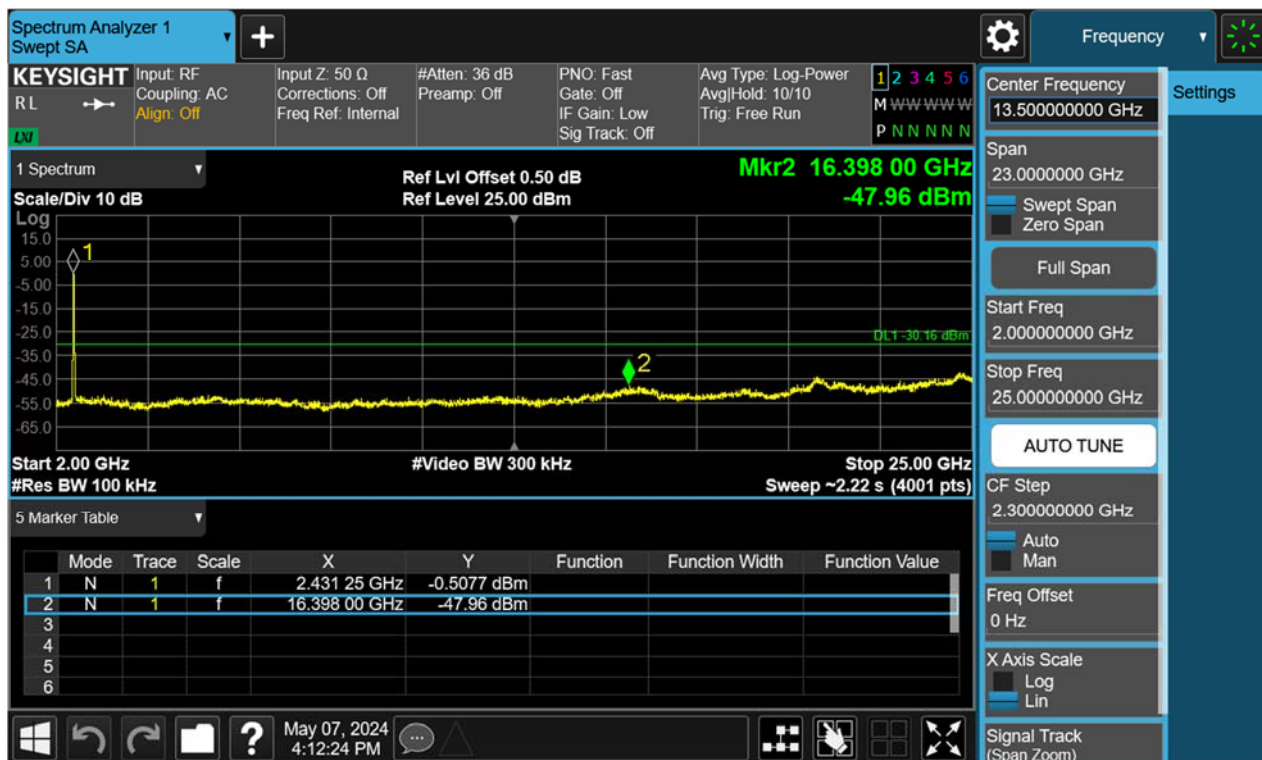 Spectrum Analyzer 1
Swept SA
+
Frequency
KEYSIGHT
R L
LXI
Input: RF
Coupling: AC
Align: Off
Input Z: 50 Ω
Corrections: Off
Freq Ref: Internal
#Atten: 36 dB
Preamp: Off
PNO: Fast
Gate: Off
IF Gain: Low
Sig Track: Off
Avg Type: Log-Power
Avg|Hold: 10/10
Trig: Free Run
1 2 3 4 5 6
M W W W W W
P N N N N N
1 Spectrum
Scale/Div 10 dB
Ref Lvl Offset 0.50 dB
Ref Level 25.00 dBm
Mkr2 16.398 00 GHz
-47.96 dBm
Log
15.0
5.00
-5.00
-15.0
-25.0
-35.0
-45.0
-55.0
-65.0
1
2
DL1 -30.16 dBm
Start 2.00 GHz
#Video BW 300 kHz
Stop 25.00 GHz
#Res BW 100 kHz
Sweep ~2.22 s (4001 pts)
5 Marker Table
Mode Trace Scale X Y Function Function Width Function Value
1 N 1 f 2.431 25 GHz -0.5077 dBm
2 N 1 f 16.398 00 GHz -47.96 dBm
3
4
5
6
?
May 07, 2024
4:12:24 PM
Center Frequency
13.500000000 GHz
Settings
Span
23.0000000 GHz
Swept Span
Zero Span
Full Span
Start Freq
2.000000000 GHz
Stop Freq
25.000000000 GHz
AUTO TUNE
CF Step
2.300000000 GHz
Auto
Man
Freq Offset
0 Hz
X Axis Scale
Log
Lin
Signal Track
(Span Zoom)